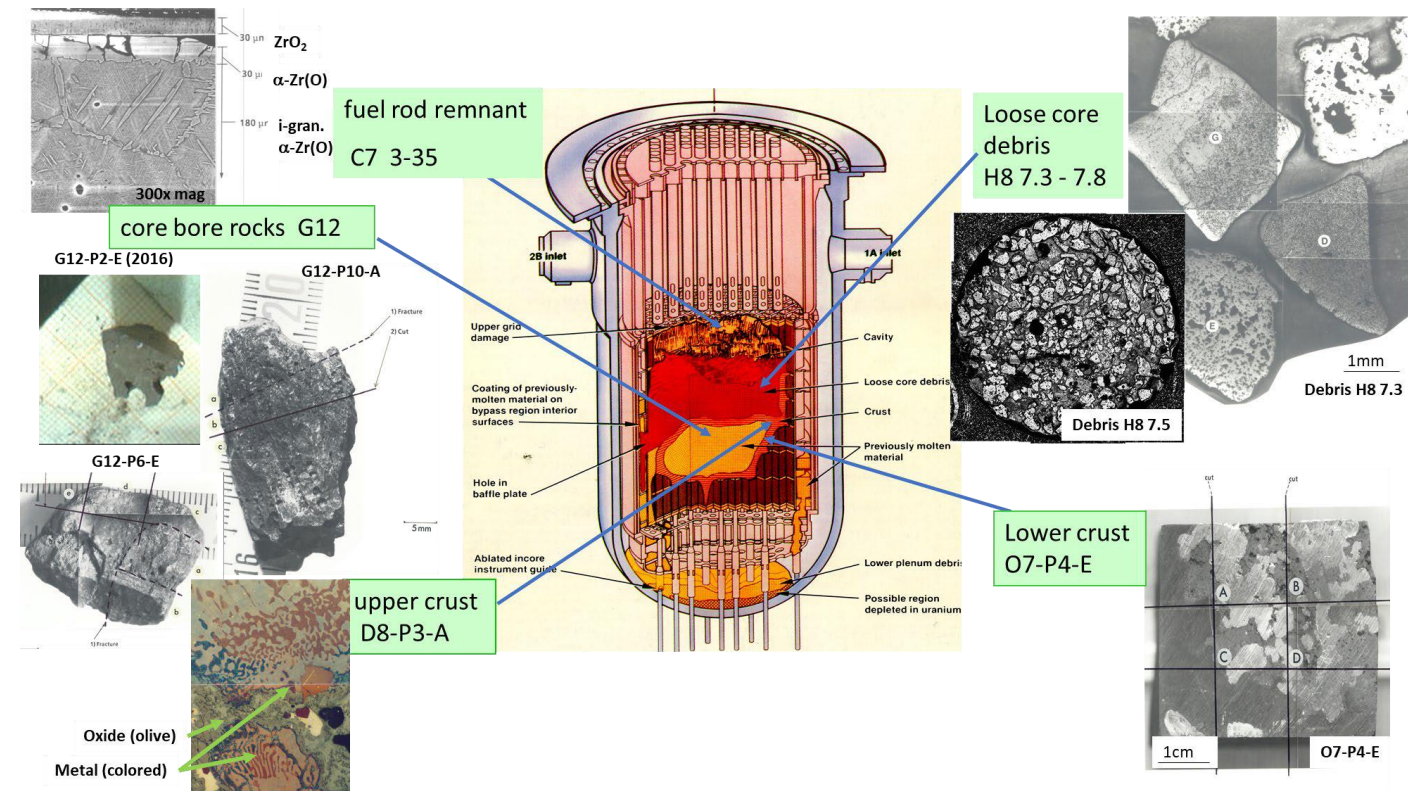 30 µm
ZrO2
30 µ
α-Zr(O)
180 µ
i-gran.
α-Zr(O)
300x mag
fuel rod remnant
C7 3-35
core bore rocks G12
G12-P2-E (2016)
G12-P10-A
20
1) Fracture
2) Cut
a
b
c
16
5mm
G12-P6-E
e
d
c
a
b
1) Fracture
upper crust
D8-P3-A
Oxide (olive)
Metal (colored)
2B inlet
1A inlet
Upper grid
damage
Coating of previously-
molten material on
bypass region interior
surfaces
Hole in
baffle plate
Ablated incore
instrument guide
Cavity
Loose core debris
Crust
Previously molten
material
Lower plenum debris
Possible region
depleted in uranium
Loose core
debris
H8 7.3 - 7.8
G
F
D
E
1mm
Debris H8 7.3
Debris H8 7.5
Lower crust
O7-P4-E
cut
cut
A
B
C
D
1cm
O7-P4-E